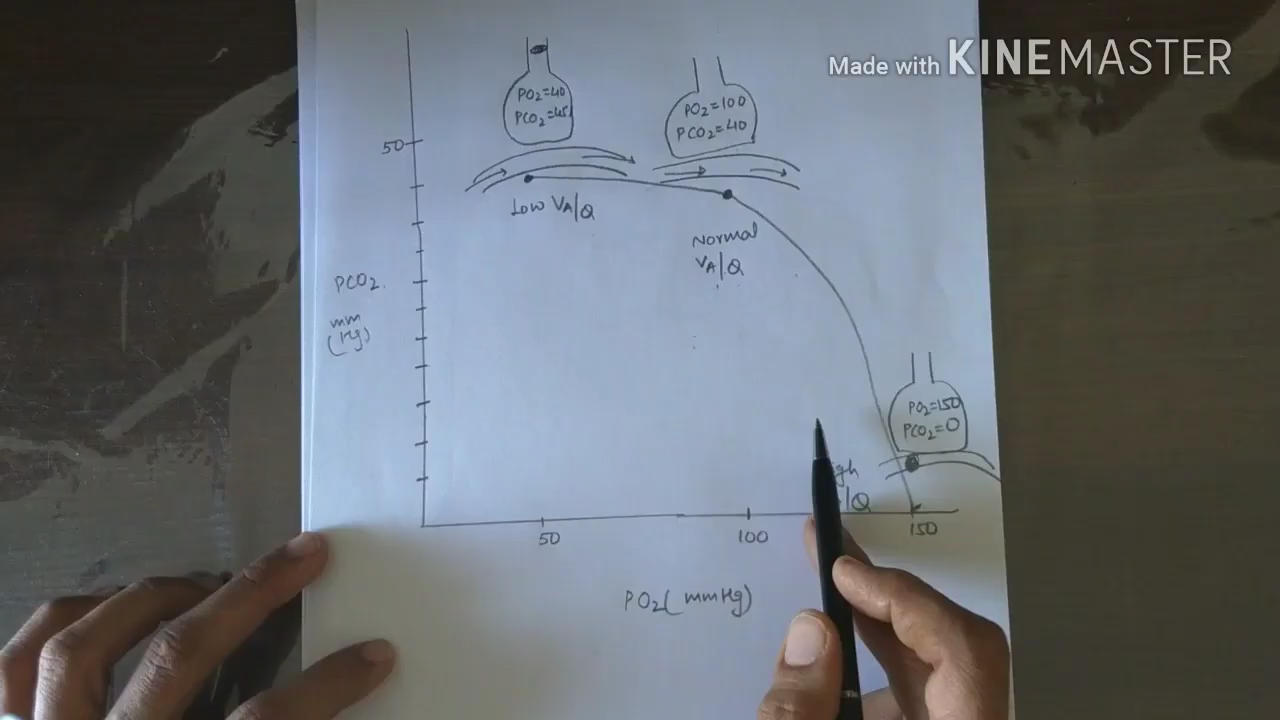 Made with KINEMASTER
PO2=40
PCO2=45
PO2=100
PCO2=40
50
Low VA/Q
Normal
VA/Q
PCO2
mm
(Hg)
PO2=150
PCO2=0
/Q
50
100
150
PO2(mmHg)